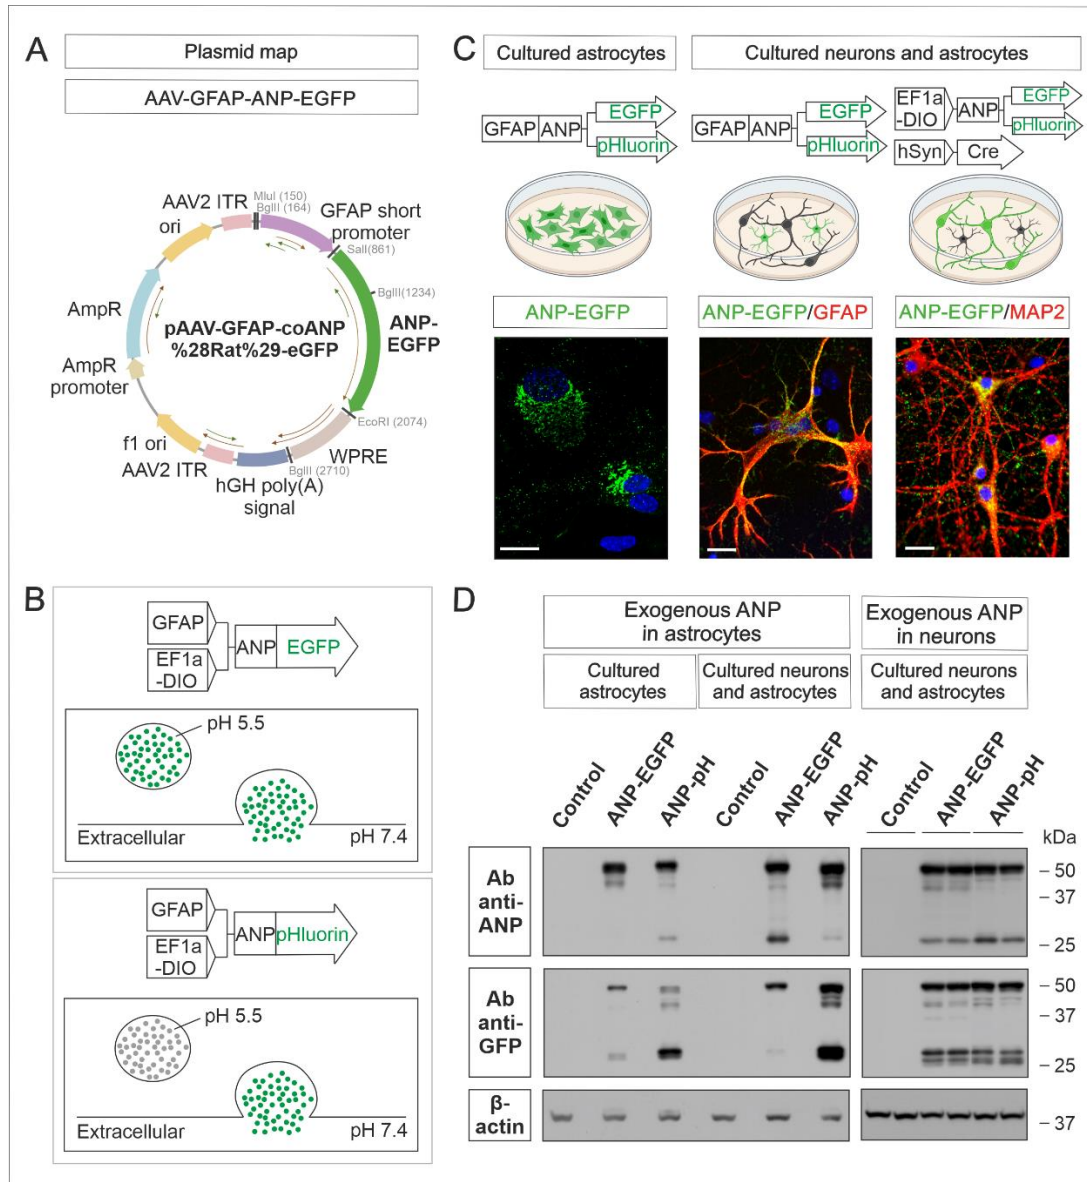 A
Plasmid map
AAV-GFAP-ANP-EGFP
AAV2 ITR
MluI (150)
BglII (164)
ori
GFAP short
promoter
SalI(861)
AmpR
BglII(1234)
pAAV-GFAP-coANP
%28Rat%29-eGFP
ANP-
EGFP
AmpR
promoter
EcoRI (2074)
f1 ori
WPRE
AAV2 ITR
BglII (2710)
hGH poly(A)
signal
B
GFAP
EF1a
-DIO
ANP
EGFP
pH 5.5
Extracellular
pH 7.4
GFAP
EF1a
-DIO
ANP
pHluorin
pH 5.5
Extracellular
pH 7.4
C
Cultured astrocytes
Cultured neurons and astrocytes
GFAP
ANP
EGFP
pHluorin
GFAP
ANP
EGFP
pHluorin
EF1a
-DIO
ANP
EGFP
pHluorin
hSyn
Cre
ANP-EGFP
ANP-EGFP/GFAP
ANP-EGFP/MAP2
D
Exogenous ANP
in astrocytes
Exogenous ANP
in neurons
Cultured
astrocytes
Cultured neurons
and astrocytes
Cultured neurons
and astrocytes
Control
ANP-EGFP
ANP-pH
Control
ANP-EGFP
ANP-pH
Control
ANP-EGFP
ANP-pH
kDa
Ab
anti-
ANP
– 50
– 37
– 25
Ab
anti-
GFP
– 50
– 37
– 25
β-
actin
– 37